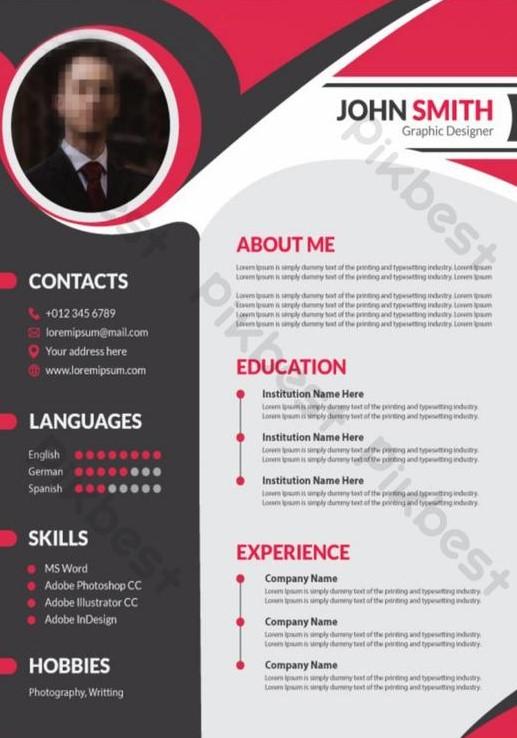 JOHN SMITH
Graphic Designer
CONTACTS
+012 345 6789
loremipsum@mail.com
Your address here
www.loremipsum.com
LANGUAGES
English
German
Spanish
SKILLS
MS Word
Adobe Photoshop CC
Adobe Illustrator CC
Adobe InDesign
HOBBIES
Photography, Writting
ABOUT ME
Lorem Ipsum is simply dummy text of the printing and typesetting industry. Lorem Ipsum
Lorem Ipsum is simply dummy text of the printing and typesetting industry.
Lorem Ipsum is simply dummy text of the printing and typesetting industry. Lorem Ipsum
Lorem Ipsum is simply dummy text of the printing and typesetting industry. Lorem Ipsum
Lorem Ipsum is simply dummy text of the printing and typesetting industry. Lorem Ipsum
Lorem Ipsum is simply dummy text of the printing and typesetting industry. Lorem Ipsum
EDUCATION
Institution Name Here
Lorem Ipsum is simply dummy text of the printing and typesetting industry.
Lorem Ipsum is simply dummy text of the printing and typesetting industry.
Institution Name Here
Lorem Ipsum is simply dummy text of the printing and typesetting industry.
Lorem Ipsum is simply dummy text of the printing and typesetting industry.
Institution Name Here
Lorem Ipsum is simply dummy text of the printing and typesetting industry.
Lorem Ipsum is simply dummy text of the printing and typesetting industry.
EXPERIENCE
Company Name
Lorem Ipsum is simply dummy text of the printing and typesetting industry.
Lorem Ipsum is simply dummy text of the printing and typesetting industry.
Company Name
Lorem Ipsum is simply dummy text of the printing and typesetting industry.
Lorem Ipsum is simply dummy text of the printing and typesetting industry.
Company Name
Lorem Ipsum is simply dummy text of the printing and typesetting industry.
Lorem Ipsum is simply dummy text of the printing and typesetting industry.
Pikbest
Pikbest
Pikbest
Pikbest